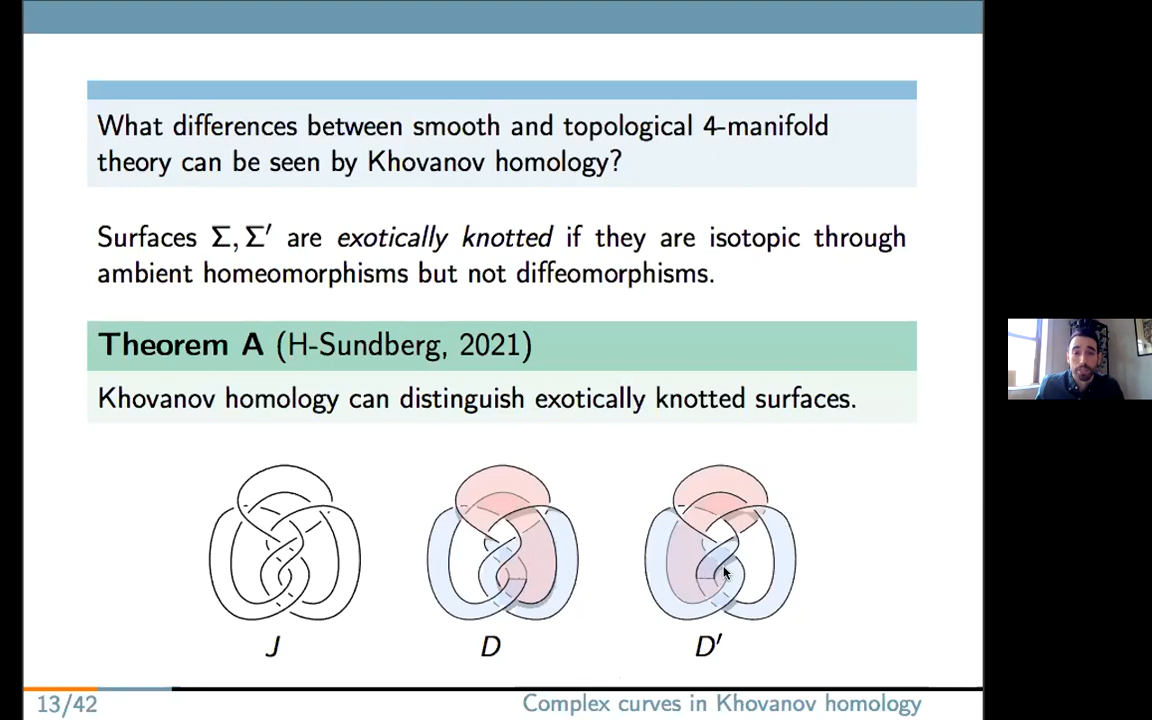 What differences between smooth and topological 4-manifold
theory can be seen by Khovanov homology?
Surfaces Σ, Σ′ are exotically knotted if they are isotopic through
ambient homeomorphisms but not diffeomorphisms.
Theorem A (H-Sundberg, 2021)
Khovanov homology can distinguish exotically knotted surfaces.
J
D
D′
13/42
Complex curves in Khovanov homology